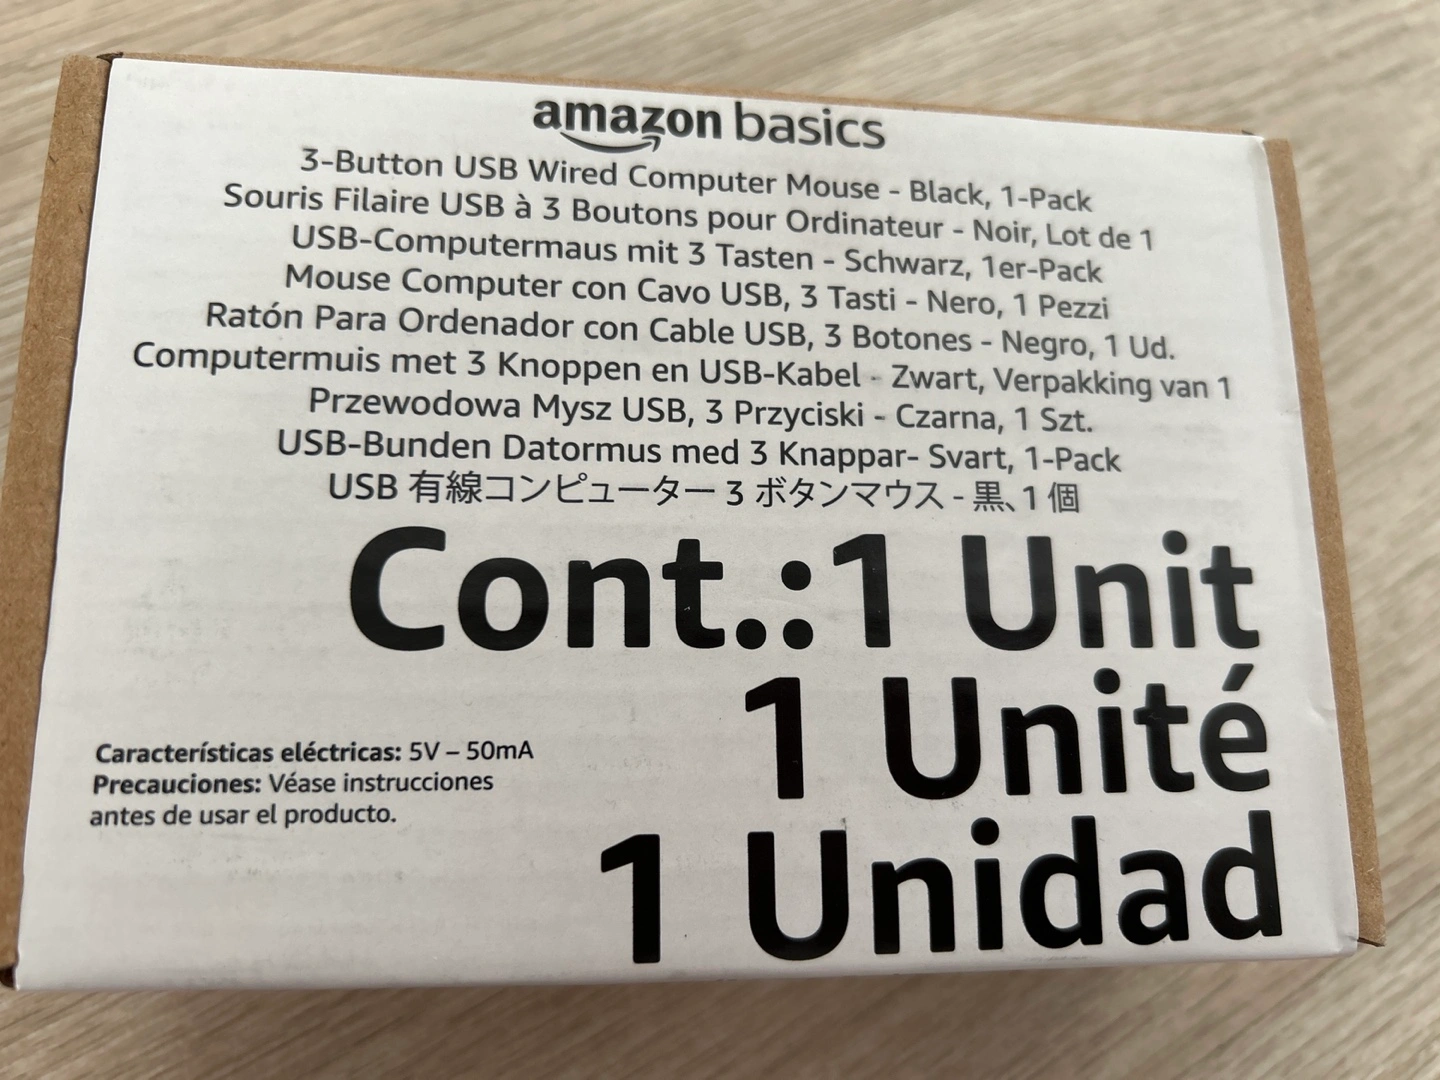 amazon basics
3-Button USB Wired Computer Mouse - Black, 1-Pack
Souris Filaire USB à 3 Boutons pour Ordinateur - Noir, Lot de 1
USB-Computermaus mit 3 Tasten - Schwarz, 1er-Pack
Mouse Computer con Cavo USB, 3 Tasti - Nero, 1 Pezzi
Ratón Para Ordenador con Cable USB, 3 Botones - Negro, 1 Ud.
Computermuis met 3 Knoppen en USB-Kabel - Zwart, Verpakking van 1
Przewodowa Mysz USB, 3 Przyciski - Czarna, 1 Szt.
USB-Bunden Datormus med 3 Knappar- Svart, 1-Pack
USB 有線コンピューター 3 ボタンマウス - 黒、1 個
Cont.:1 Unit
1 Unité
1 Unidad
Características eléctricas: 5V – 50mA
Precauciones: Véase instrucciones
antes de usar el producto.